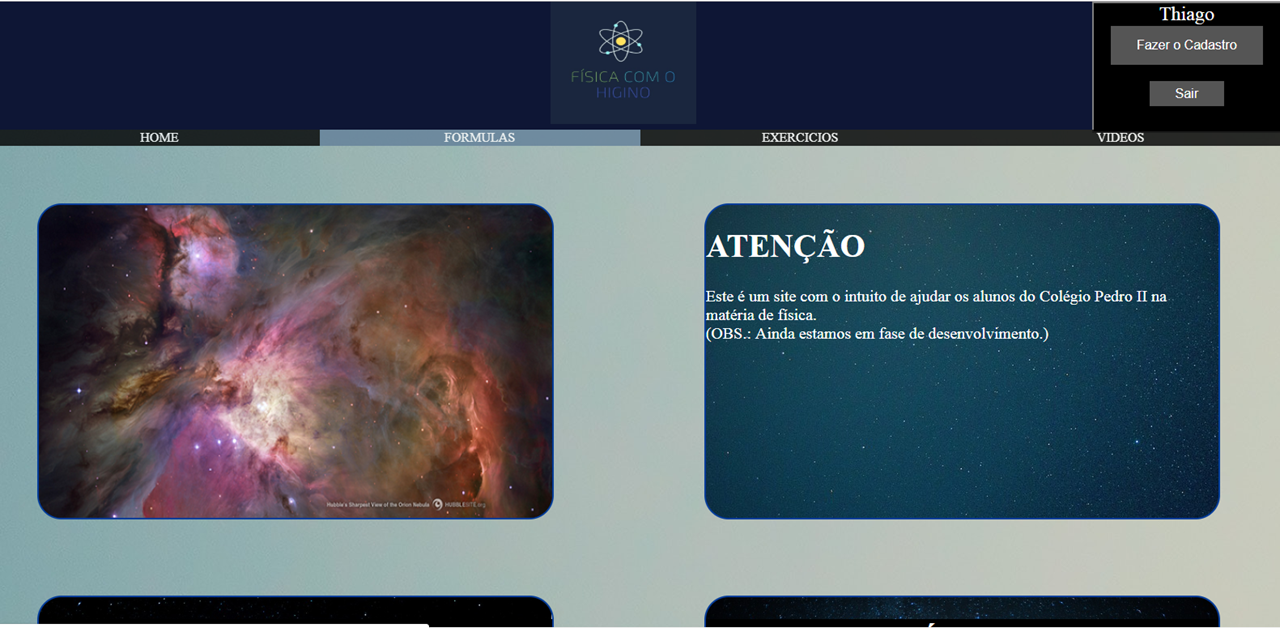 Thiago
Fazer o Cadastro
FÍSICA COM O
HIGINO
Sair
HOME
FORMULAS
EXERCICIOS
VIDEOS
ATENÇÃO
Este é um site com o intuito de ajudar os alunos do Colégio Pedro II na
matéria de física.
(OBS.: Ainda estamos em fase de desenvolvimento.)
Hubble's Sharpest View of the Orion Nebula
HUBBLESITE.org